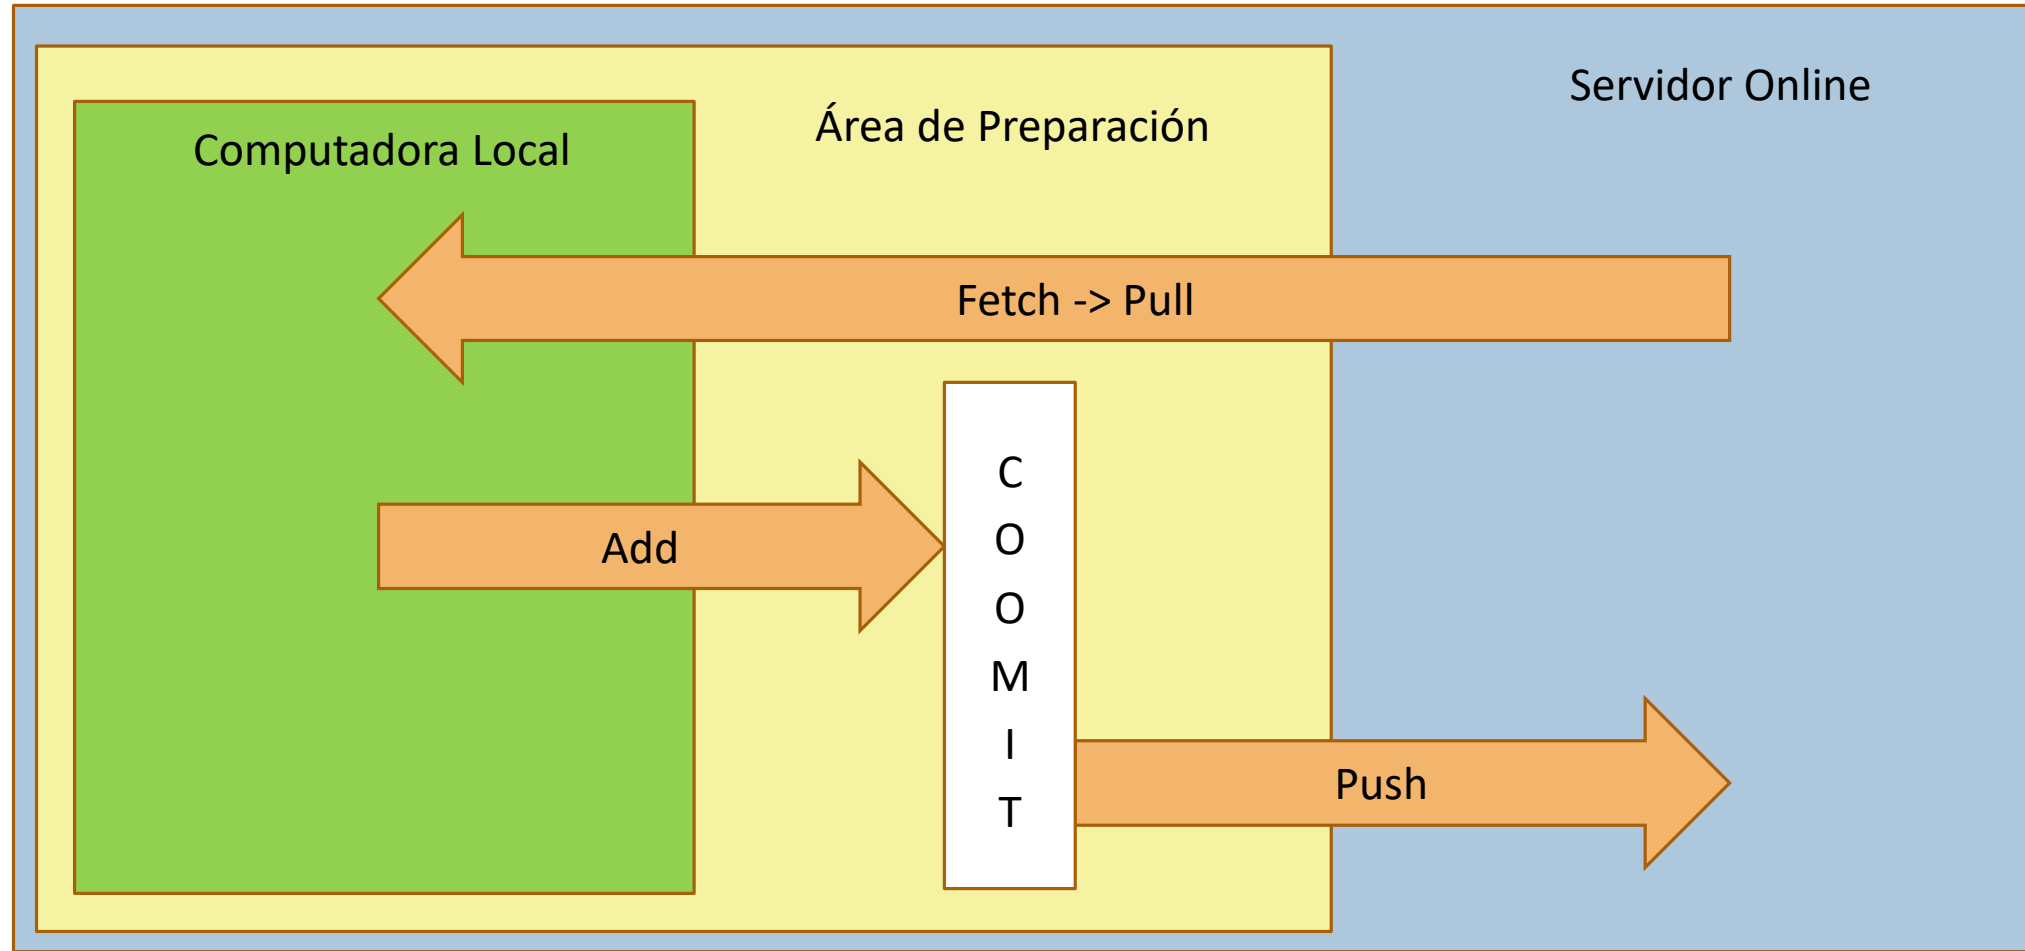 Servidor Online
Área de Preparación
Computadora Local
Fetch -> Pull
Add
C
O
O
M
I
T
Push